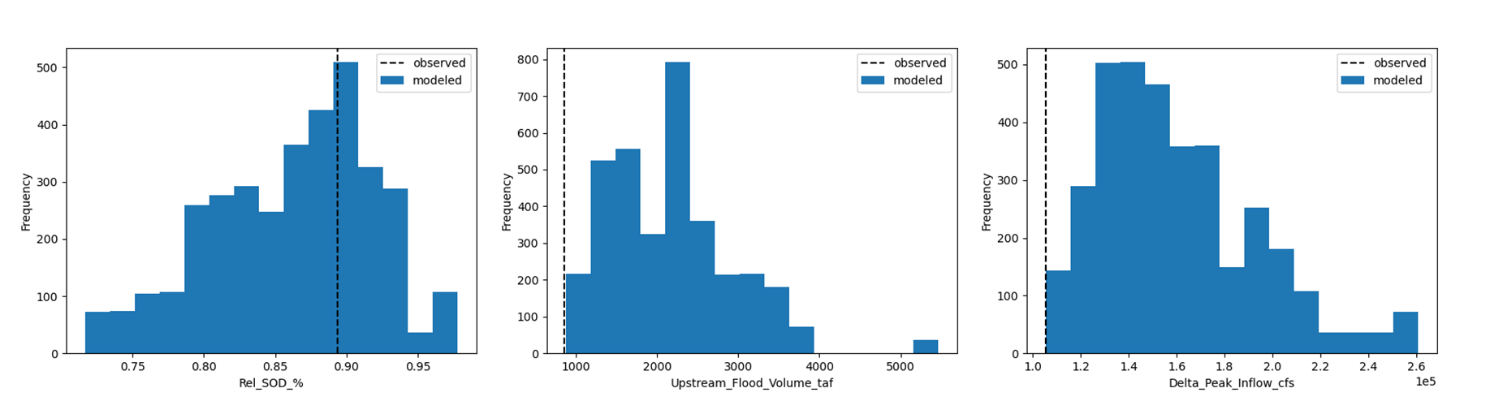 500
400
300
200
100
0
Frequency
observed
modeled
0.75 0.80 0.85 0.90 0.95
Rel_SOD_%
800
700
600
500
400
300
200
100
0
Frequency
observed
modeled
1000 2000 3000 4000 5000
Upstream_Flood_Volume_taf
500
400
300
200
100
0
Frequency
observed
modeled
1.0 1.2 1.4 1.6 1.8 2.0 2.2 2.4 2.6
1e5
Delta_Peak_Inflow_cfs